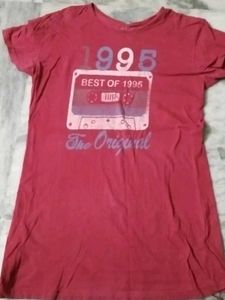 1995
BEST OF 1995
The Original